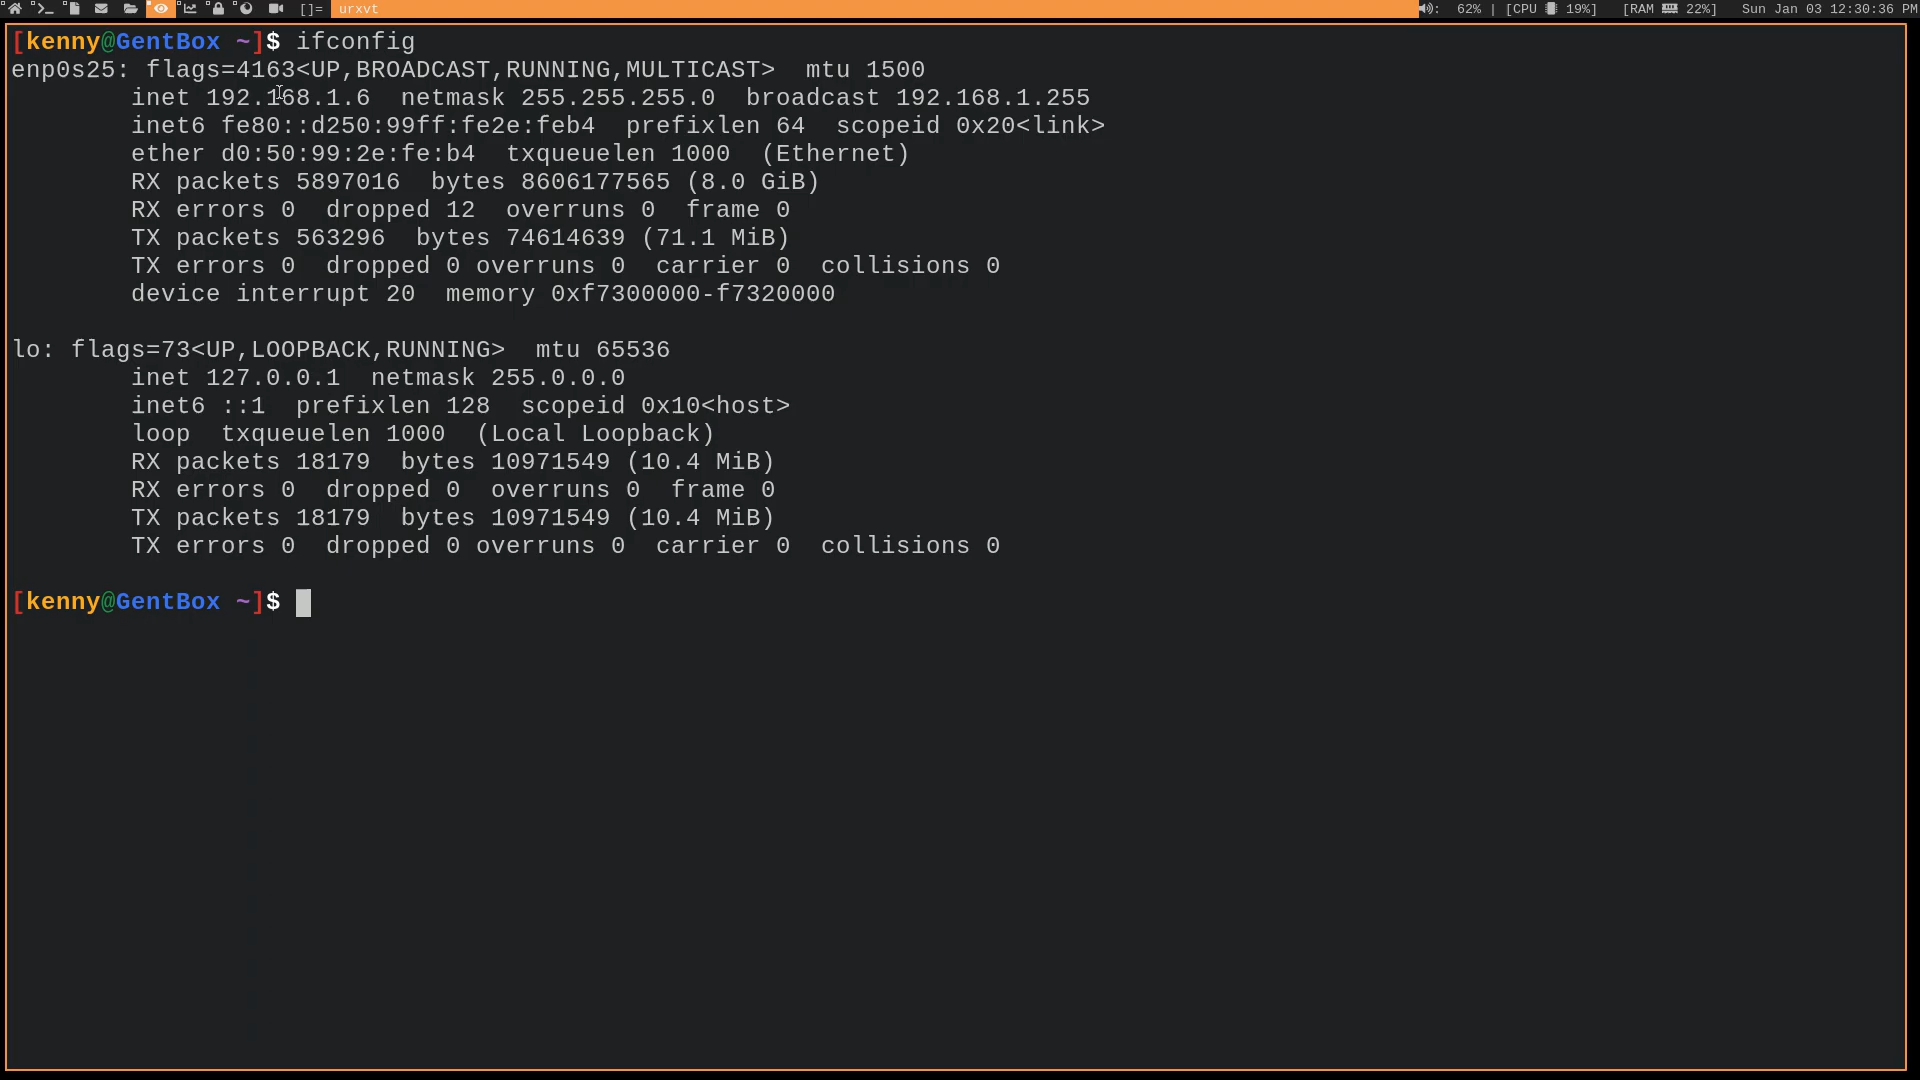 []= urxvt 62% | [CPU 19%] [RAM 22%] Sun Jan 03 12:30:36 PM
[kenny@GentBox ~]$ ifconfig
enp0s25: flags=4163<UP,BROADCAST,RUNNING,MULTICAST>  mtu 1500
        inet 192.168.1.6  netmask 255.255.255.0  broadcast 192.168.1.255
        inet6 fe80::d250:99ff:fe2e:feb4  prefixlen 64  scopeid 0x20<link>
        ether d0:50:99:2e:fe:b4  txqueuelen 1000  (Ethernet)
        RX packets 5897016  bytes 8606177565 (8.0 GiB)
        RX errors 0  dropped 12  overruns 0  frame 0
        TX packets 563296  bytes 74614639 (71.1 MiB)
        TX errors 0  dropped 0 overruns 0  carrier 0  collisions 0
        device interrupt 20  memory 0xf7300000-f7320000

lo: flags=73<UP,LOOPBACK,RUNNING>  mtu 65536
        inet 127.0.0.1  netmask 255.0.0.0
        inet6 ::1  prefixlen 128  scopeid 0x10<host>
        loop  txqueuelen 1000  (Local Loopback)
        RX packets 18179  bytes 10971549 (10.4 MiB)
        RX errors 0  dropped 0  overruns 0  frame 0
        TX packets 18179  bytes 10971549 (10.4 MiB)
        TX errors 0  dropped 0 overruns 0  carrier 0  collisions 0

[kenny@GentBox ~]$